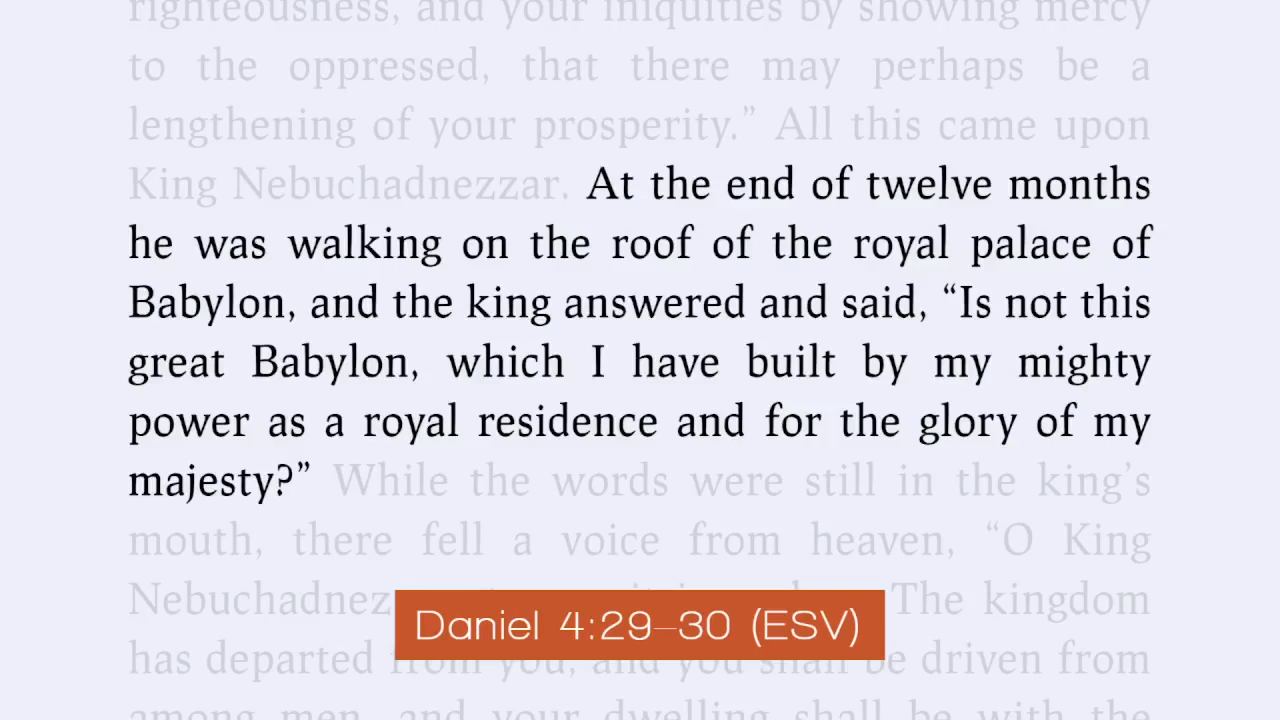 righteousness, and your iniquities by showing mercy
to the oppressed, that there may perhaps be a
lengthening of your prosperity.” All this came upon
King Nebuchadnezzar. At the end of twelve months
he was walking on the roof of the royal palace of
Babylon, and the king answered and said, “Is not this
great Babylon, which I have built by my mighty
power as a royal residence and for the glory of my
majesty?” While the words were still in the king’s
mouth, there fell a voice from heaven, “O King
The kingdom
Daniel 4:29–30 (ESV)
has departed from you, and you shall be driven from
among men, and your dwelling shall be with the